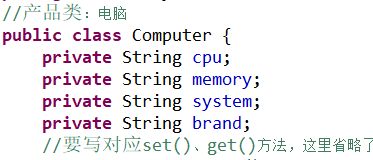 //产品类：电脑
public class Computer {
    private String cpu;
    private String memory;
    private String system;
    private String brand;
    //要写对应set()、get()方法，这里省略了